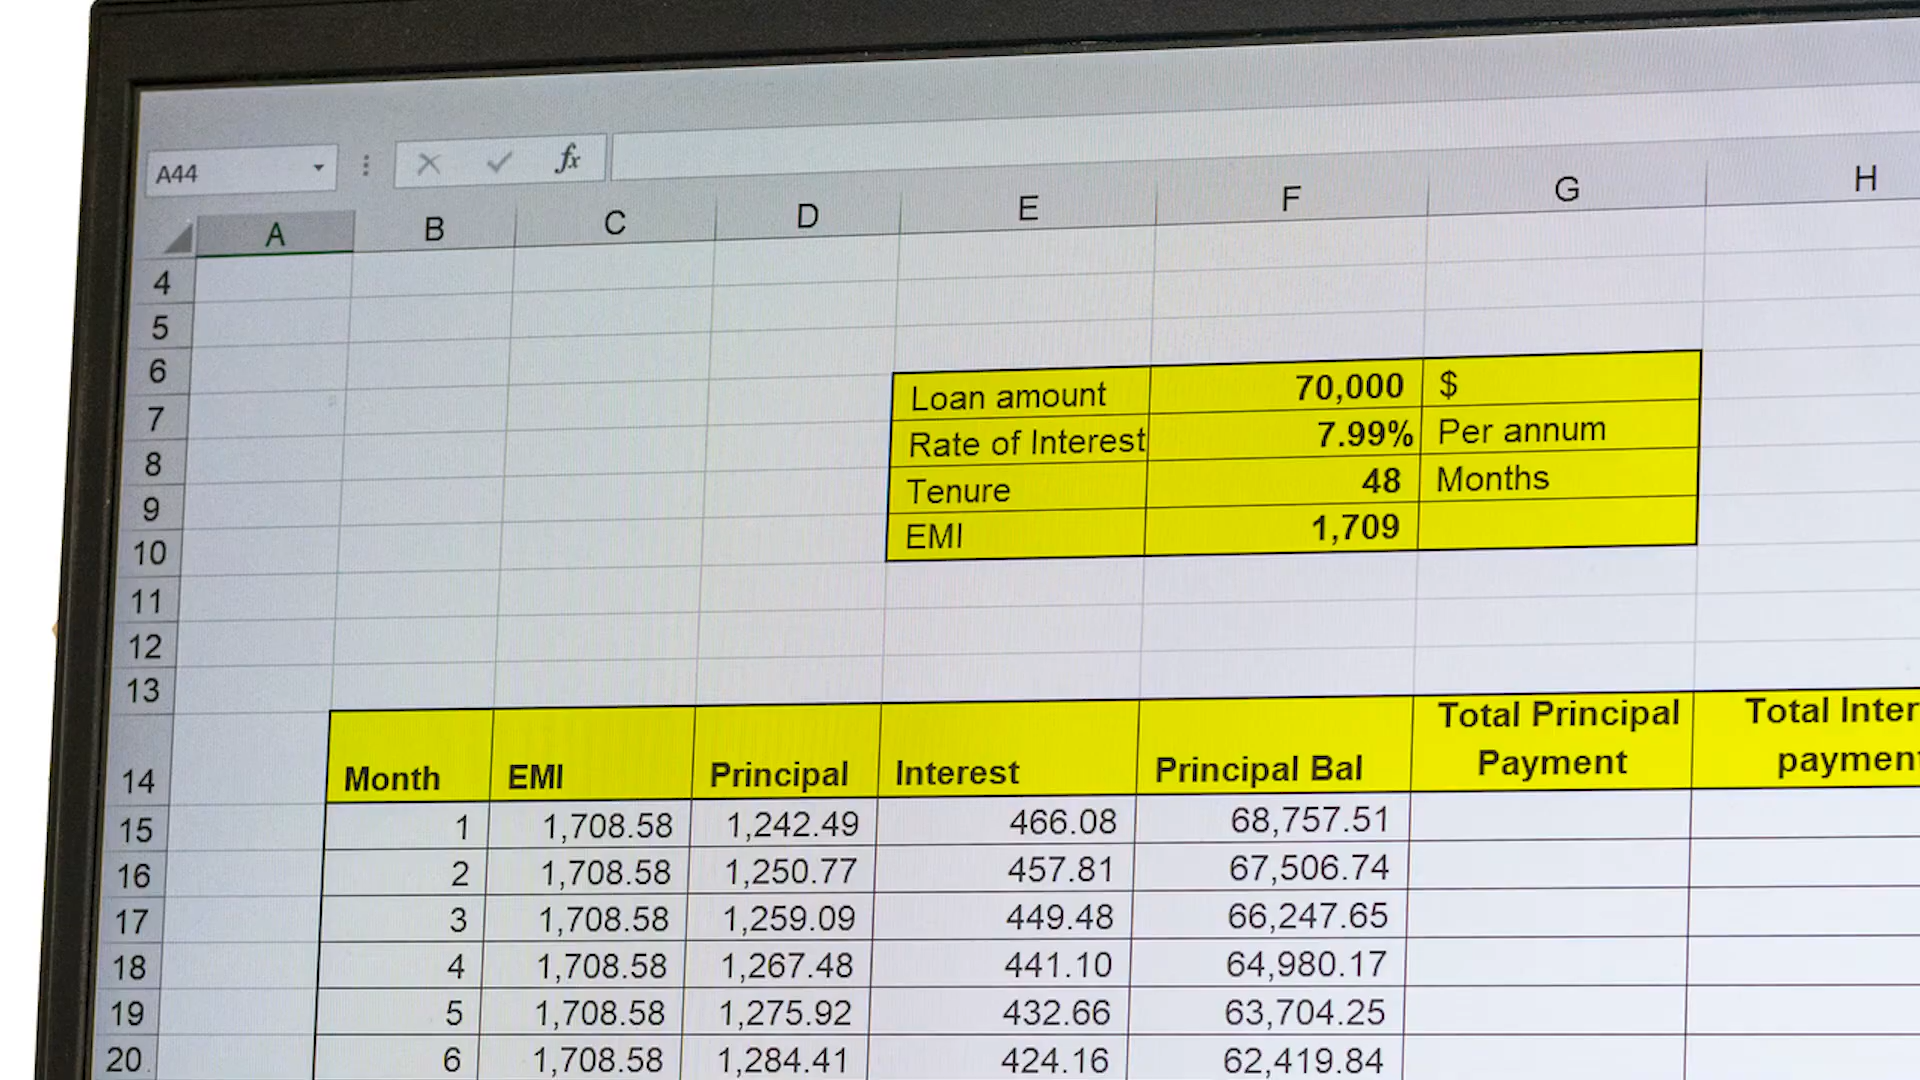 A44 fx
A B C D E F G H
4
5
6
7 Loan amount 70,000 $
8 Rate of Interest 7.99% Per annum
9 Tenure 48 Months
10 EMI 1,709
11
12
13
14 Month EMI Principal Interest Principal Bal Total Principal Payment Total Inter paymen
15 1 1,708.58 1,242.49 466.08 68,757.51
16 2 1,708.58 1,250.77 457.81 67,506.74
17 3 1,708.58 1,259.09 449.48 66,247.65
18 4 1,708.58 1,267.48 441.10 64,980.17
19 5 1,708.58 1,275.92 432.66 63,704.25
20 6 1,708.58 1,284.41 424.16 62,419.84